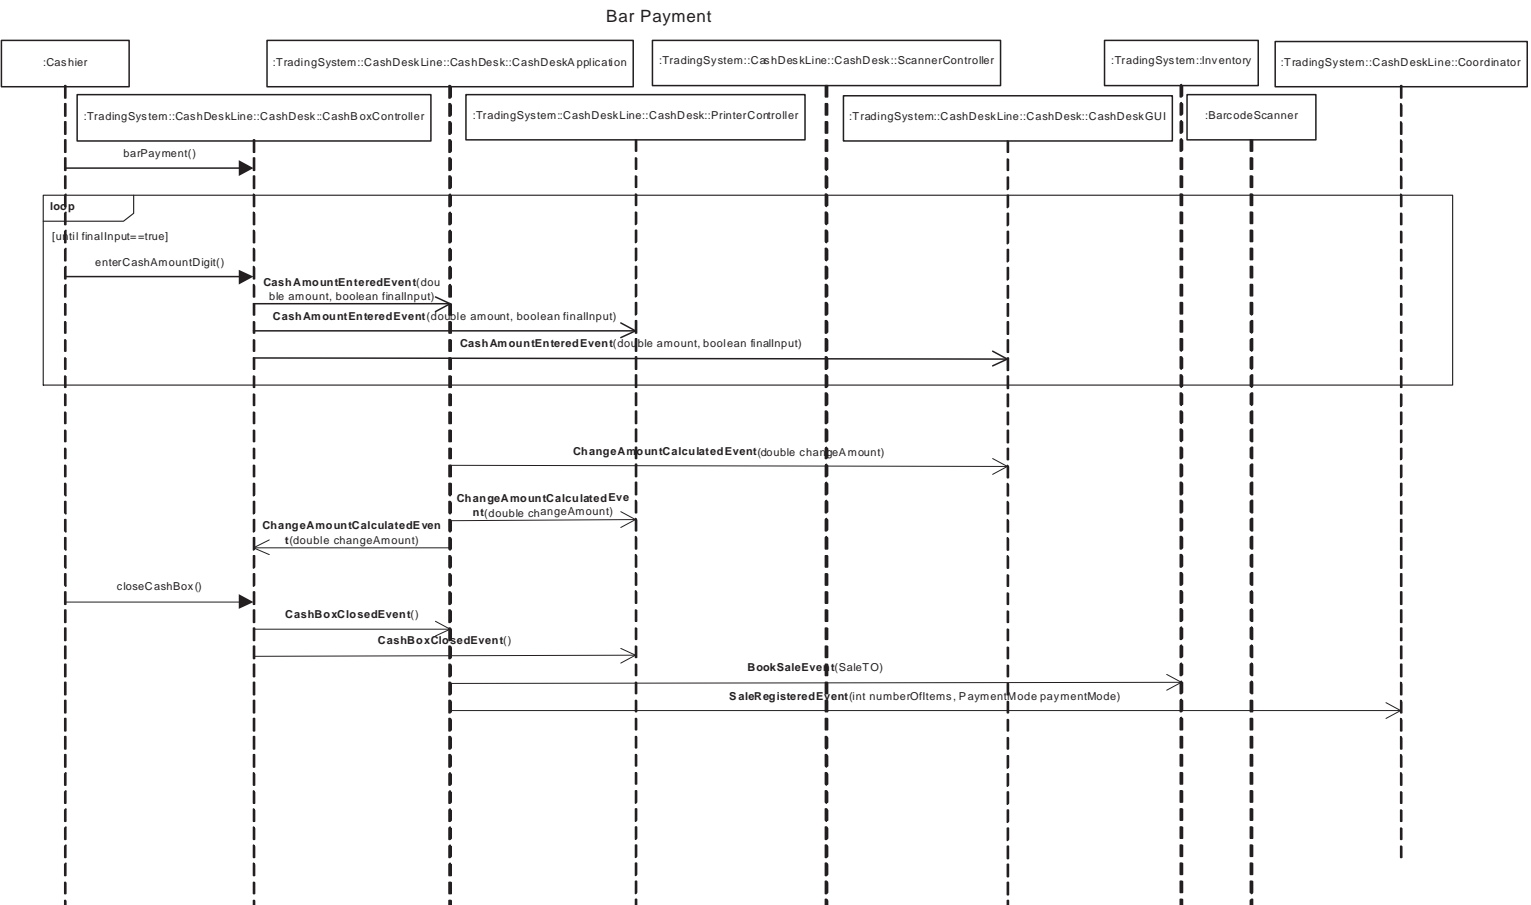 Bar Payment
:Cashier
:TradingSystem::CashDeskLine::CashDesk::CashDeskApplication
:TradingSystem::CashDeskLine::CashDesk::ScannerController
:TradingSystem::Inventory
:TradingSystem::CashDeskLine::Coordinator
:TradingSystem::CashDeskLine::CashDesk::CashBoxController
:TradingSystem::CashDeskLine::CashDesk::PrinterController
:TradingSystem::CashDeskLine::CashDesk::CashDeskGUI
:BarcodeScanner
barPayment()
loop
[until finalInput==true]
enterCashAmountDigit()
CashAmountEnteredEvent(dou
ble amount, boolean finalInput)
CashAmountEnteredEvent(double amount, boolean finalInput)
CashAmountEnteredEvent(double amount, boolean finalInput)
ChangeAmountCalculatedEvent(double changeAmount)
ChangeAmountCalculatedEve
nt(double changeAmount)
ChangeAmountCalculatedEven
t(double changeAmount)
closeCashBox()
CashBoxClosedEvent()
CashBoxClosedEvent()
BookSaleEvent(SaleTO)
SaleRegisteredEvent(int numberOfItems, PaymentMode paymentMode)